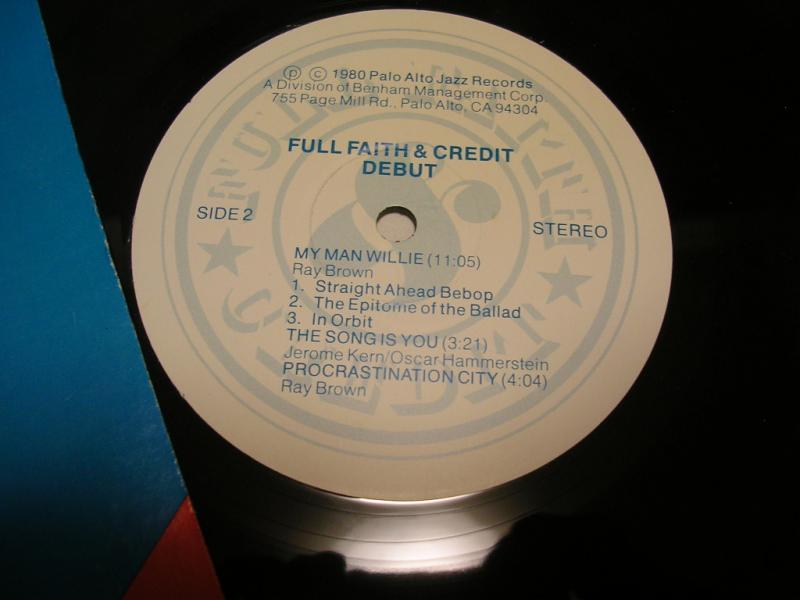 ℗ © 1980 Palo Alto Jazz Records
A Division of Benham Management Corp.
755 Page Mill Rd., Palo Alto, CA 94304
FULL FAITH & CREDIT
DEBUT
SIDE 2
STEREO
MY MAN WILLIE (11:05)
Ray Brown
1. Straight Ahead Bebop
2. The Epitome of the Ballad
3. In Orbit
THE SONG IS YOU (3:21)
Jerome Kern/Oscar Hammerstein
PROCRASTINATION CITY (4:04)
Ray Brown